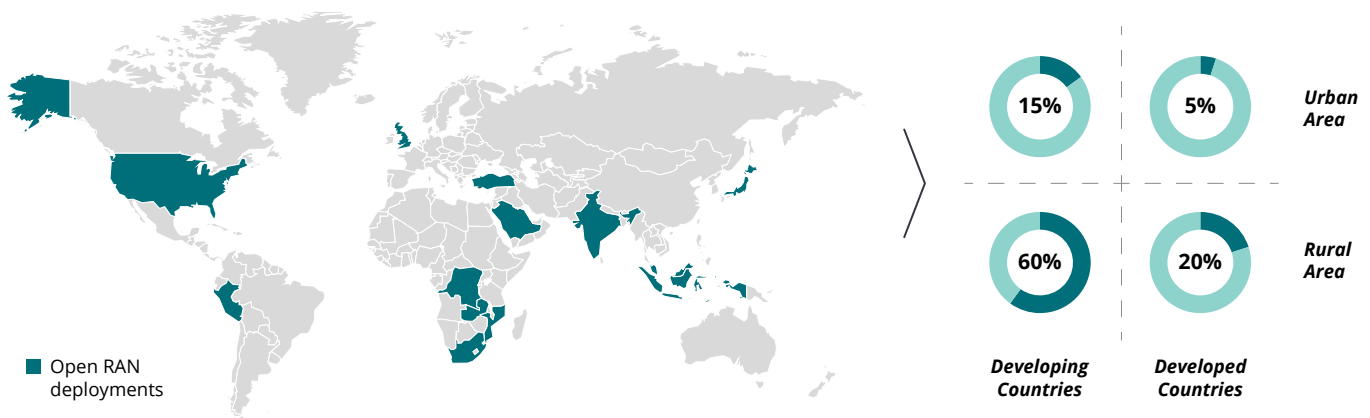 15%
5%
Urban
Area
60%
20%
Rural
Area
Open RAN
deployments
Developing
Countries
Developed
Countries